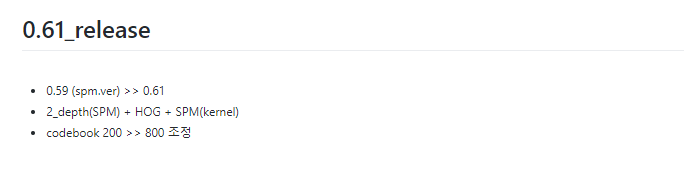 0.61_release
0.59 (spm.ver) >> 0.61
2_depth(SPM) + HOG + SPM(kernel)
codebook 200 >> 800 조정